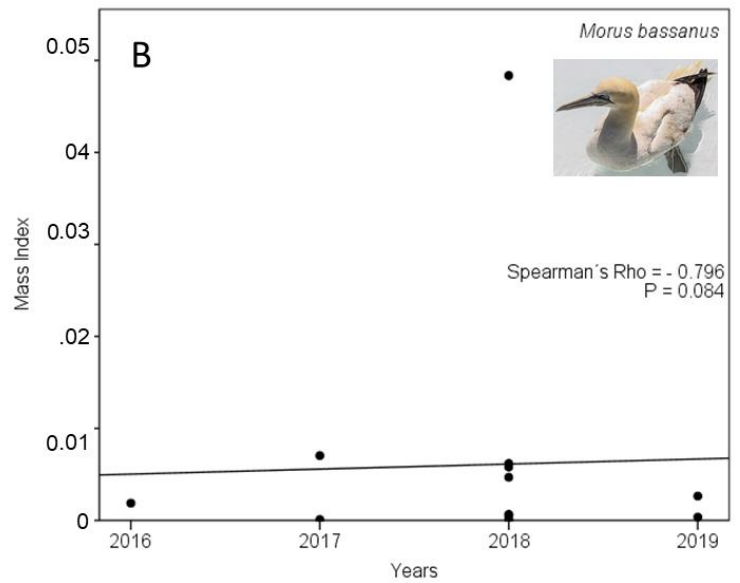 B
Morus bassanus
0.05
04
0.03
.02
0.01
0
Mass Index
Spearman´s Rho = - 0.796
P = 0.084
2016 2017 2018 2019
Years